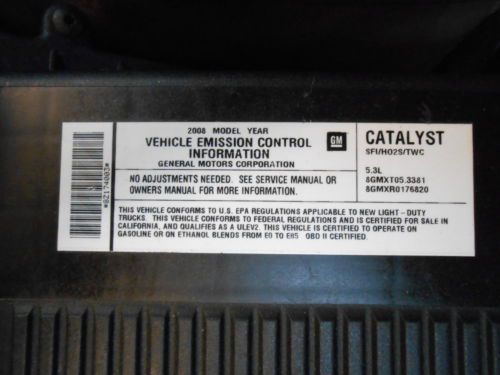 2008 MODEL YEAR
VEHICLE EMISSION CONTROL
INFORMATION
GENERAL MOTORS CORPORATION
GM
CATALYST
SFI/HO2S/TWC
5.3L
8GMXT05.3381
8GMXR0176820
NO ADJUSTMENTS NEEDED. SEE SERVICE MANUAL OR
OWNERS MANUAL FOR MORE INFORMATION.
THIS VEHICLE CONFORMS TO U.S. EPA REGULATIONS APPLICABLE TO NEW LIGHT-DUTY
TRUCKS. THIS VEHICLE CONFORMS TO FEDERAL REGULATIONS AND IS CERTIFIED FOR SALE IN
CALIFORNIA, AND QUALIFIES AS A ULEV2. THIS VEHICLE IS CERTIFIED TO OPERATE ON
GASOLINE OR ON ETHANOL BLENDS FROM E0 TO E85 OBD II CERTIFIED.